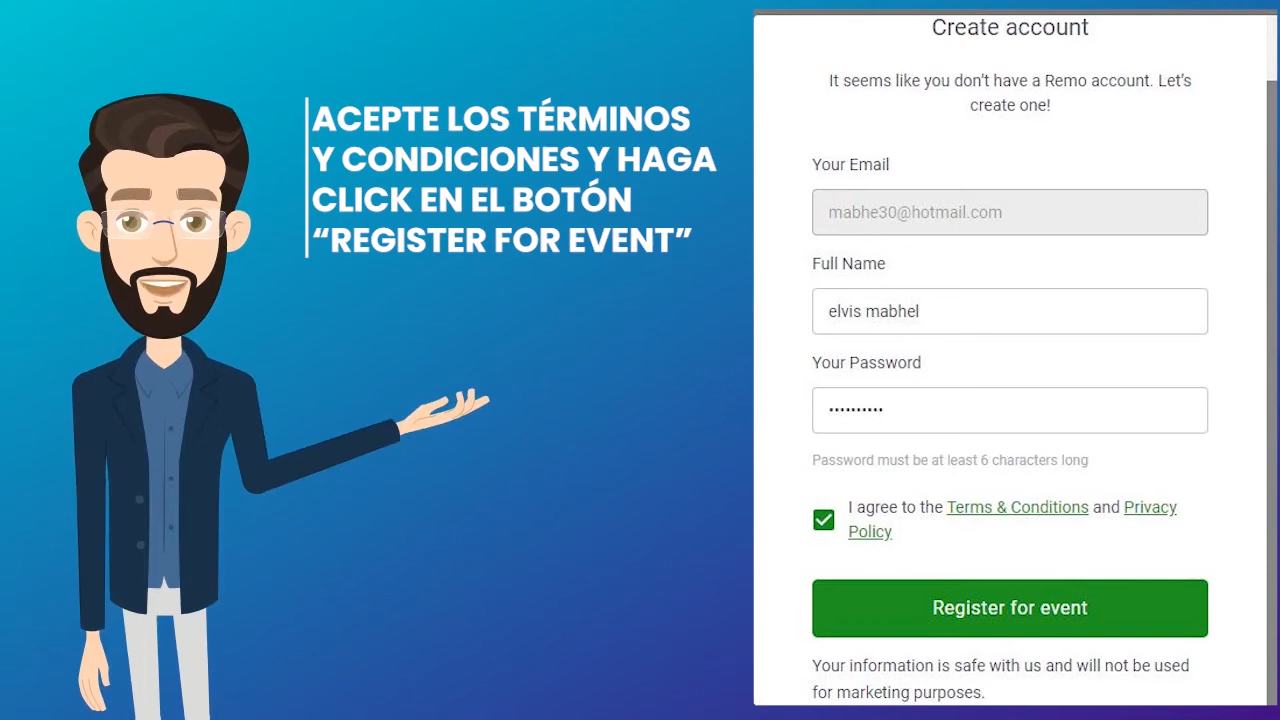 ACEPTE LOS TÉRMINOS
Y CONDICIONES Y HAGA
CLICK EN EL BOTÓN
“REGISTER FOR EVENT”
Create account
It seems like you don’t have a Remo account. Let’s
create one!
Your Email
mabhe30@hotmail.com
Full Name
elvis mabhel
Your Password
••••••••••
Password must be at least 6 characters long
I agree to the Terms & Conditions and Privacy
Policy
Register for event
Your information is safe with us and will not be used
for marketing purposes.